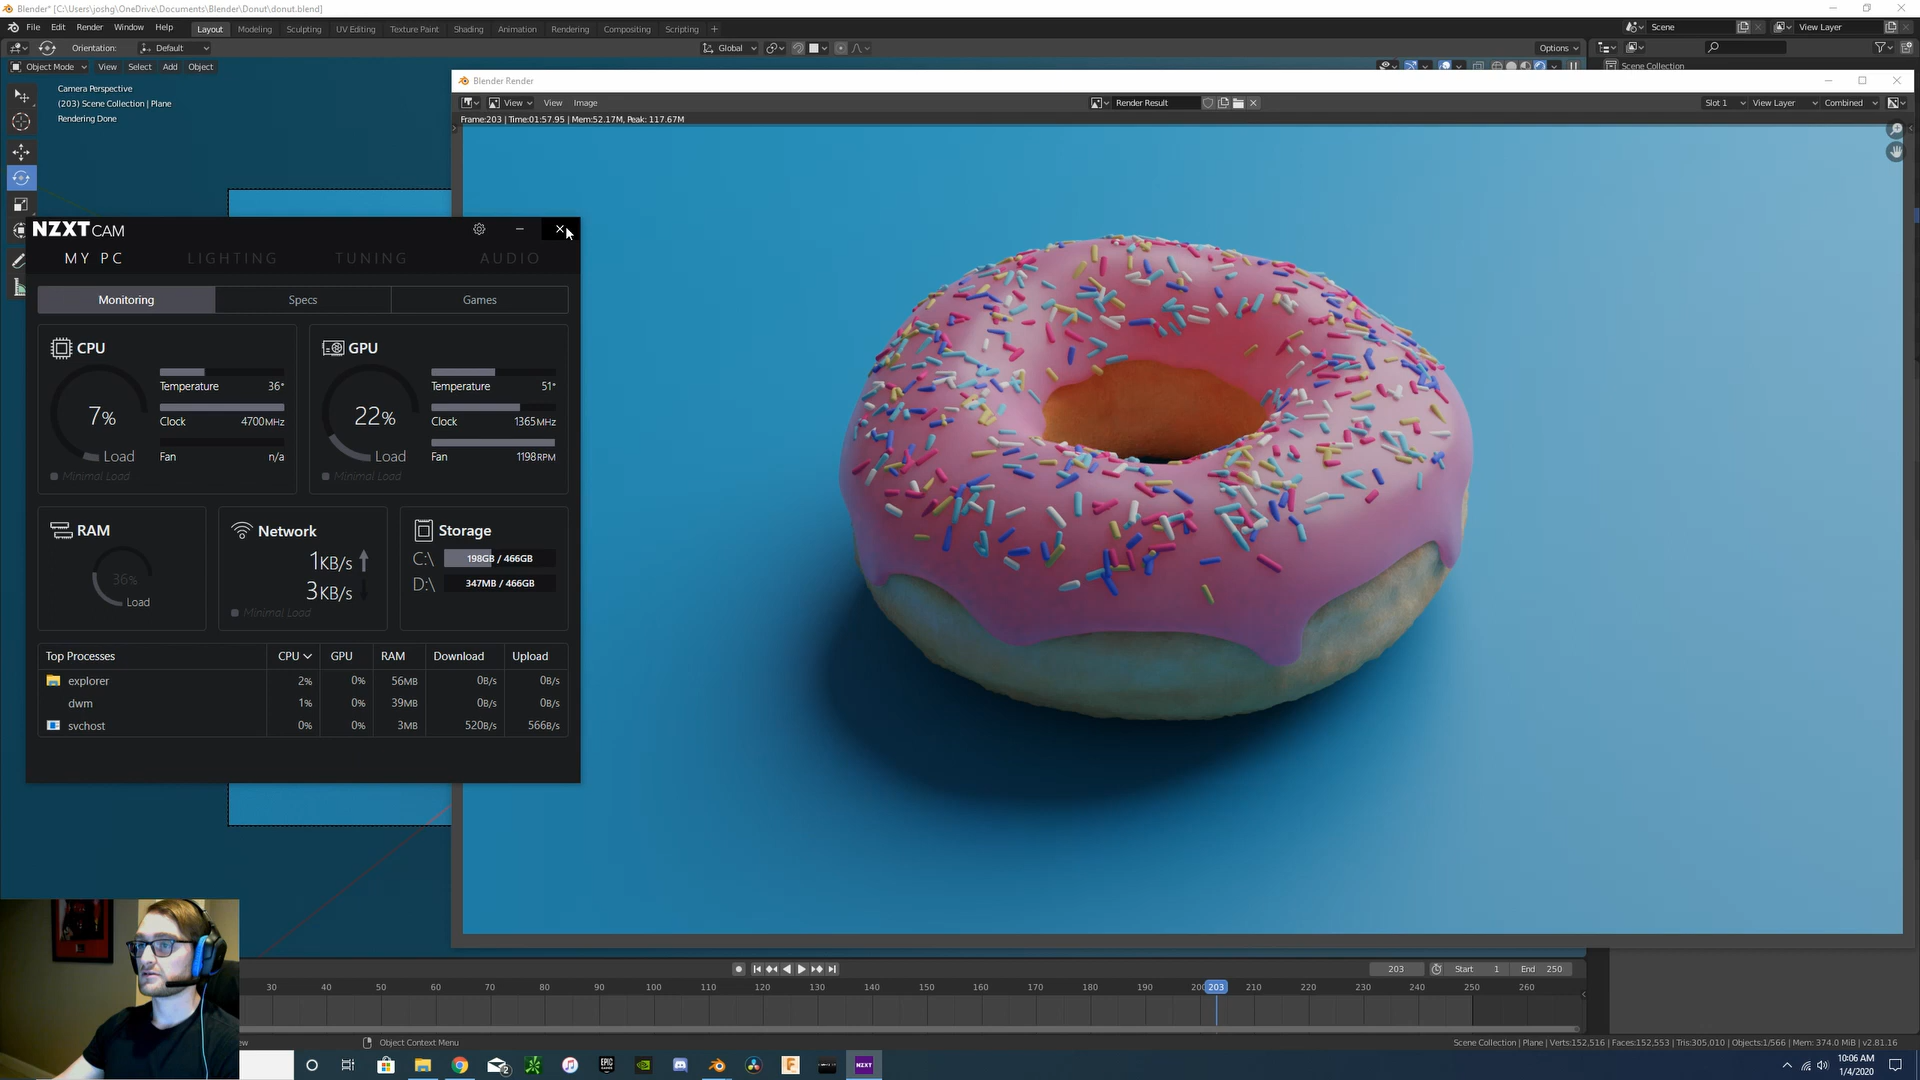 Blender* [C:\Users\joshg\OneDrive\Documents\Blender\Donut\donut.blend]
File Edit Render Window Help Layout Modeling Sculpting UV Editing Texture Paint Shading Animation Rendering Compositing Scripting + Scene View Layer
Orientation: Default Global Options
Object Mode View Select Add Object Scene Collection
Camera Perspective
(203) Scene Collection | Plane
Rendering Done
Blender Render
View View Image Render Result Slot 1 View Layer Combined
Frame:203 | Time:01:57.95 | Mem:52.17M, Peak: 117.67M
NZXT CAM
MY PC LIGHTING TUNING AUDIO
Monitoring Specs Games
CPU
7%
Load
Temperature 36°
Clock 4700MHz
Fan n/a
Minimal Load
GPU
22%
Load
Temperature 51°
Clock 1365MHz
Fan 1198RPM
Minimal Load
RAM
36%
Load
Network
1KB/s
3KB/s
Minimal Load
Storage
C:\ 198GB / 466GB
D:\ 347MB / 466GB
Top Processes CPU GPU RAM Download Upload
explorer 2% 0% 56MB 0B/s 0B/s
dwm 1% 0% 39MB 0B/s 0B/s
svchost 0% 0% 3MB 520B/s 566B/s
203 Start 1 End 250
30 40 50 60 70 80 90 100 110 120 130 140 150 160 170 180 190 200 203 210 220 230 240 250 260
Object Context Menu
Scene Collection | Plane | Verts:152,516 | Faces:152,553 | Tris:305,010 | Objects:1/566 | Mem: 374.0 MiB | v2.81.16
2
EPIC GAMES
F
NZXT
10:06 AM
1/4/2020